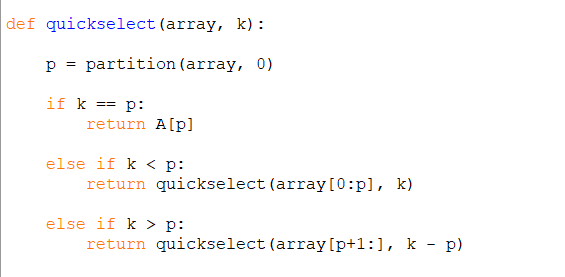 def quickselect(array, k):
    p = partition(array, 0)
    if k == p:
        return A[p]
    else if k < p:
        return quickselect(array[0:p], k)
    else if k > p:
        return quickselect(array[p+1:], k - p)